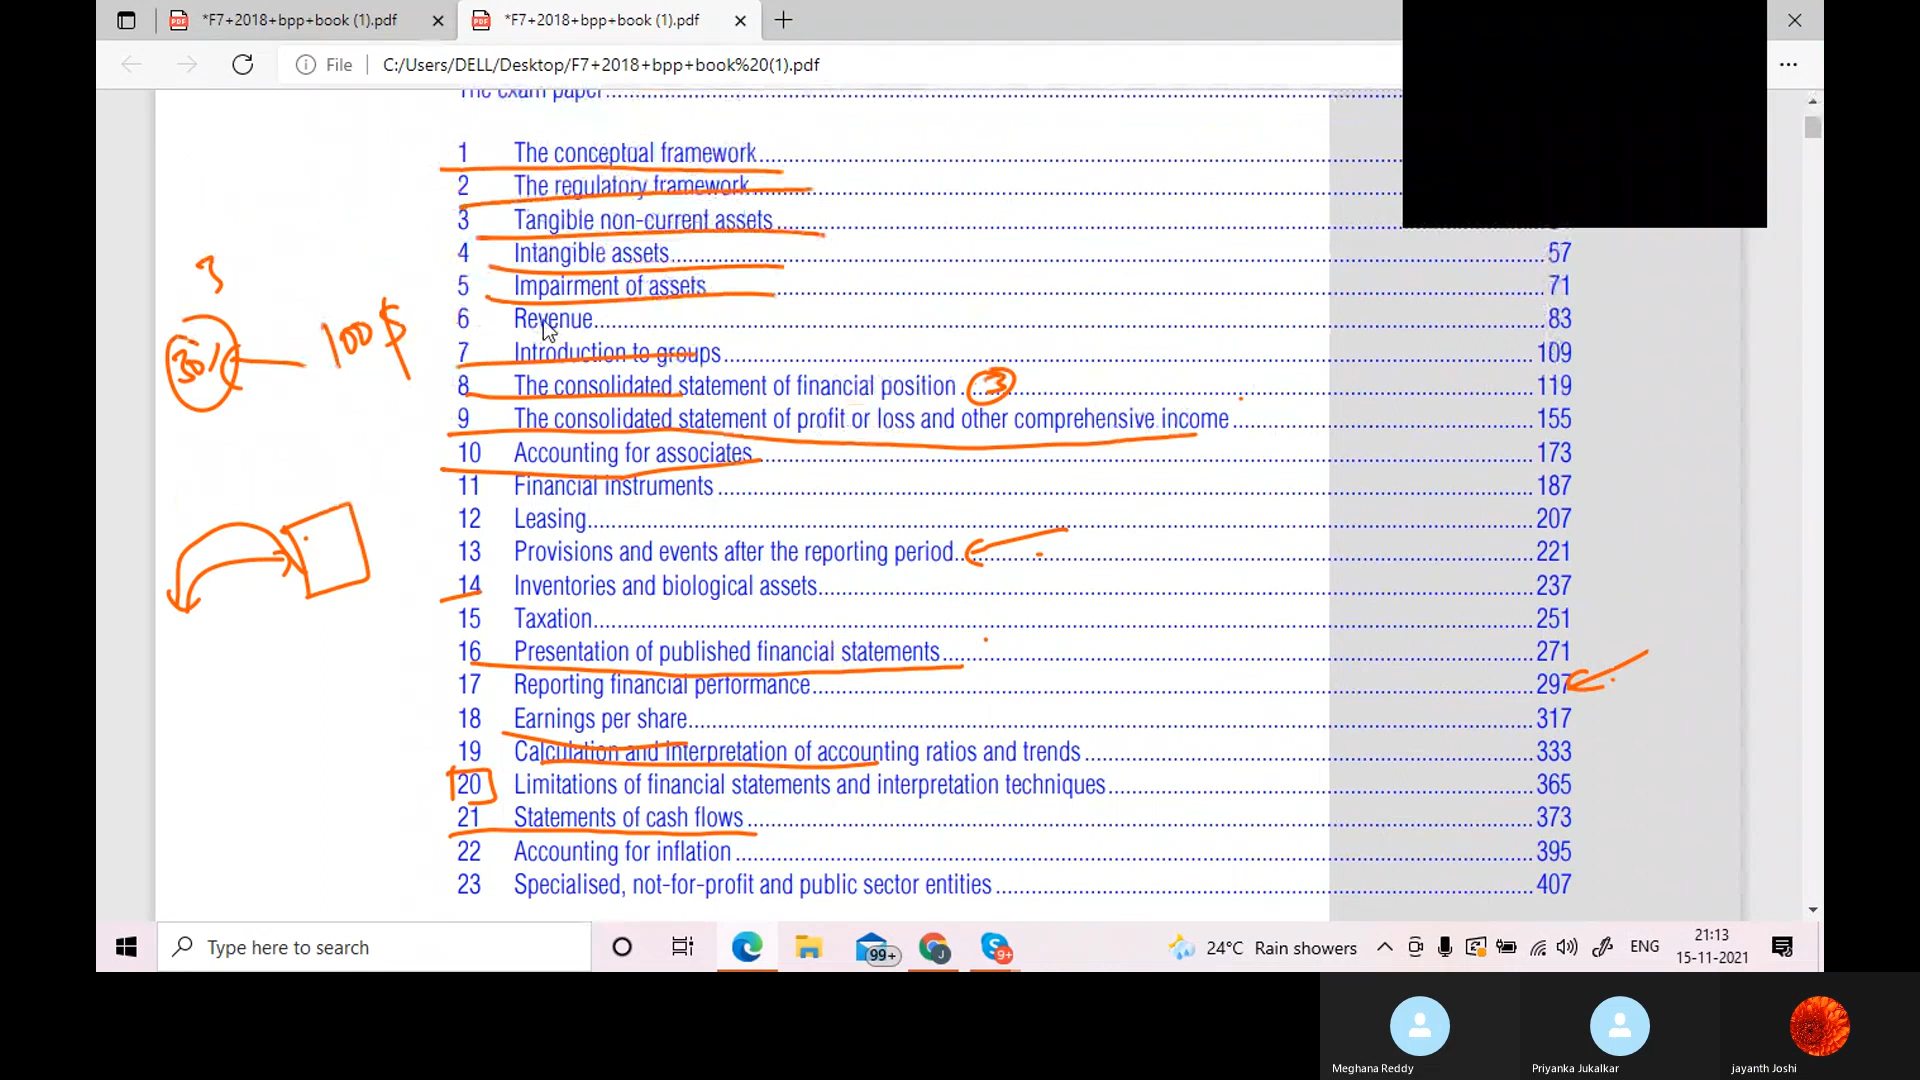 *F7+2018+bpp+book (1).pdf
*F7+2018+bpp+book (1).pdf
File
C:/Users/DELL/Desktop/F7+2018+bpp+book%20(1).pdf
The exam paper
1 The conceptual framework
2 The regulatory framework
3 Tangible non-current assets
4 Intangible assets 57
5 Impairment of assets 71
6 Revenue 83
7 Introduction to groups 109
8 The consolidated statement of financial position 3 119
9 The consolidated statement of profit or loss and other comprehensive income 155
10 Accounting for associates 173
11 Financial instruments 187
12 Leasing 207
13 Provisions and events after the reporting period 221
14 Inventories and biological assets 237
15 Taxation 251
16 Presentation of published financial statements 271
17 Reporting financial performance 297
18 Earnings per share 317
19 Calculation and interpretation of accounting ratios and trends 333
20 Limitations of financial statements and interpretation techniques 365
21 Statements of cash flows 373
22 Accounting for inflation 395
23 Specialised, not-for-profit and public sector entities 407
3
30% 100 $
Type here to search
99+
9+
24°C Rain showers
ENG
21:13
15-11-2021
Meghana Reddy
Priyanka Jukalkar
jayanth Joshi